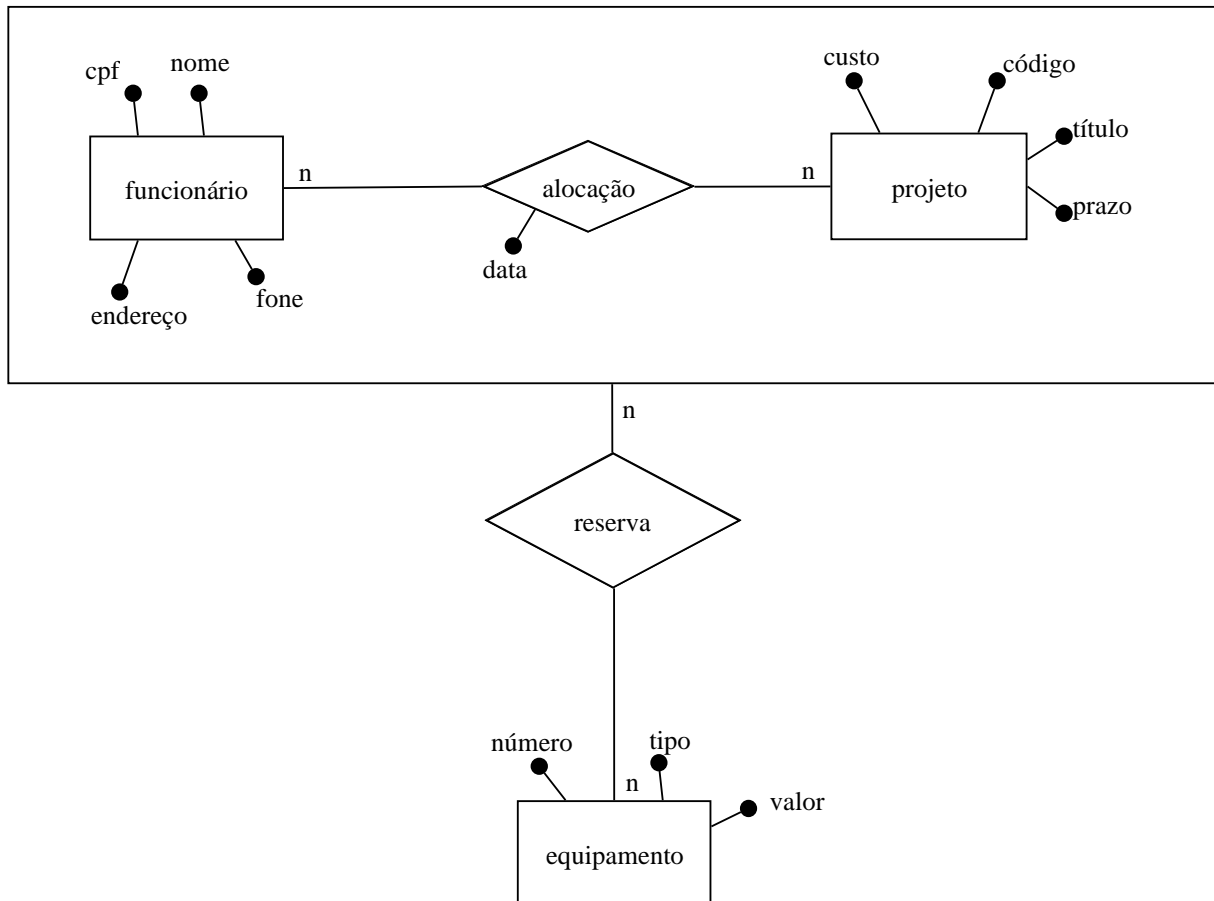 cpf
nome
custo
código
título
funcionário
n
alocação
n
projeto
prazo
data
endereço
fone
n
reserva
número
tipo
n
valor
equipamento